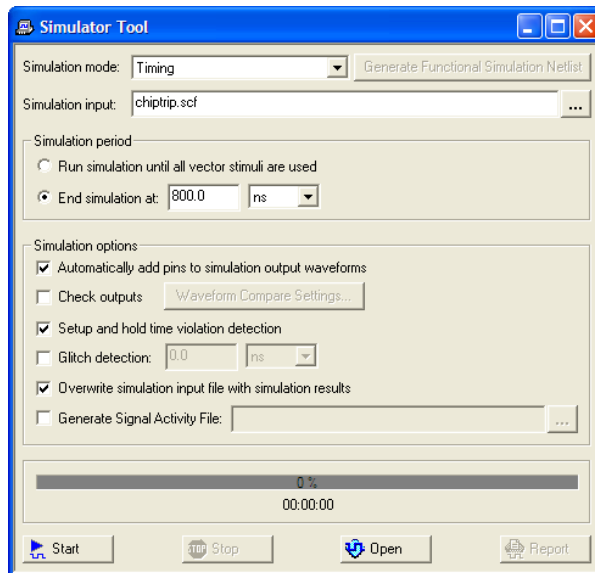 Simulator Tool
Simulation mode: Timing Generate Functional Simulation Netlist
Simulation input: chiptrip.scf ...
Simulation period
Run simulation until all vector stimuli are used
End simulation at: 800.0 ns
Simulation options
Automatically add pins to simulation output waveforms
Check outputs Waveform Compare Settings...
Setup and hold time violation detection
Glitch detection: 0.0 ns
Overwrite simulation input file with simulation results
Generate Signal Activity File: ...
0 %
00:00:00
Start STOP Stop Open Report